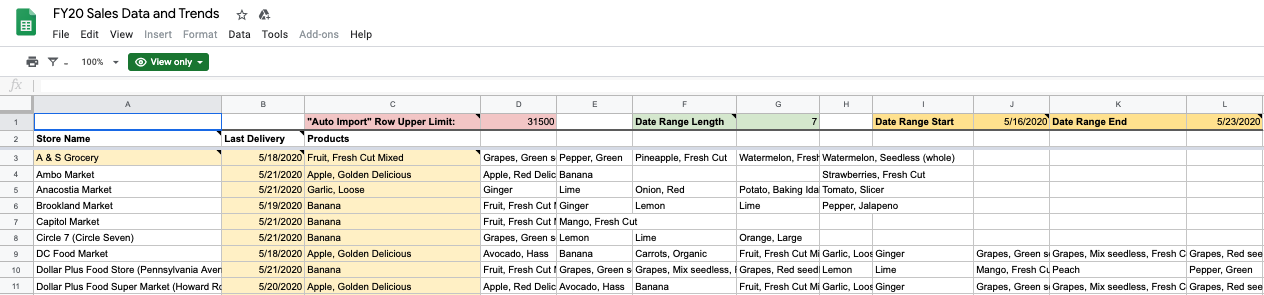 FY20 Sales Data and Trends
File Edit View Insert Format Data Tools Add-ons Help
100% View only
fx
A B C D E F G H I J K L
1 "Auto Import" Row Upper Limit: 31500 Date Range Length 7 Date Range Start 5/16/2020 Date Range End 5/23/2020
2 Store Name Last Delivery Products
3 A & S Grocery 5/18/2020 Fruit, Fresh Cut Mixed Grapes, Green s Pepper, Green Pineapple, Fresh Cut Watermelon, Fresh Watermelon, Seedless (whole)
4 Ambo Market 5/21/2020 Apple, Golden Delicious Apple, Red Delic Banana Strawberries, Fresh Cut
5 Anacostia Market 5/21/2020 Garlic, Loose Ginger Lime Onion, Red Potato, Baking Ida Tomato, Slicer
6 Brookland Market 5/19/2020 Banana Fruit, Fresh Cut Ginger Lemon Lime Pepper, Jalapeno
7 Capitol Market 5/21/2020 Banana Fruit, Fresh Cut Mango, Fresh Cut
8 Circle 7 (Circle Seven) 5/21/2020 Banana Grapes, Green s Lemon Lime Orange, Large
9 DC Food Market 5/18/2020 Apple, Golden Delicious Avocado, Hass Banana Carrots, Organic Fruit, Fresh Cut Mi Garlic, Loos Ginger Grapes, Green s Grapes, Mix seedless, Fresh C Grapes, Red see
10 Dollar Plus Food Store (Pennsylvania Aven 5/21/2020 Banana Fruit, Fresh Cut Grapes, Green s Grapes, Mix seedless, Grapes, Red seed Lemon Lime Mango, Fresh Cu Peach Pepper, Green
11 Dollar Plus Food Super Market (Howard Ro 5/20/2020 Apple, Golden Delicious Apple, Red Delic Avocado, Hass Banana Fruit, Fresh Cut Mi Garlic, Loos Ginger Grapes, Green s Grapes, Mix seedless, Fresh C Grapes, Red see